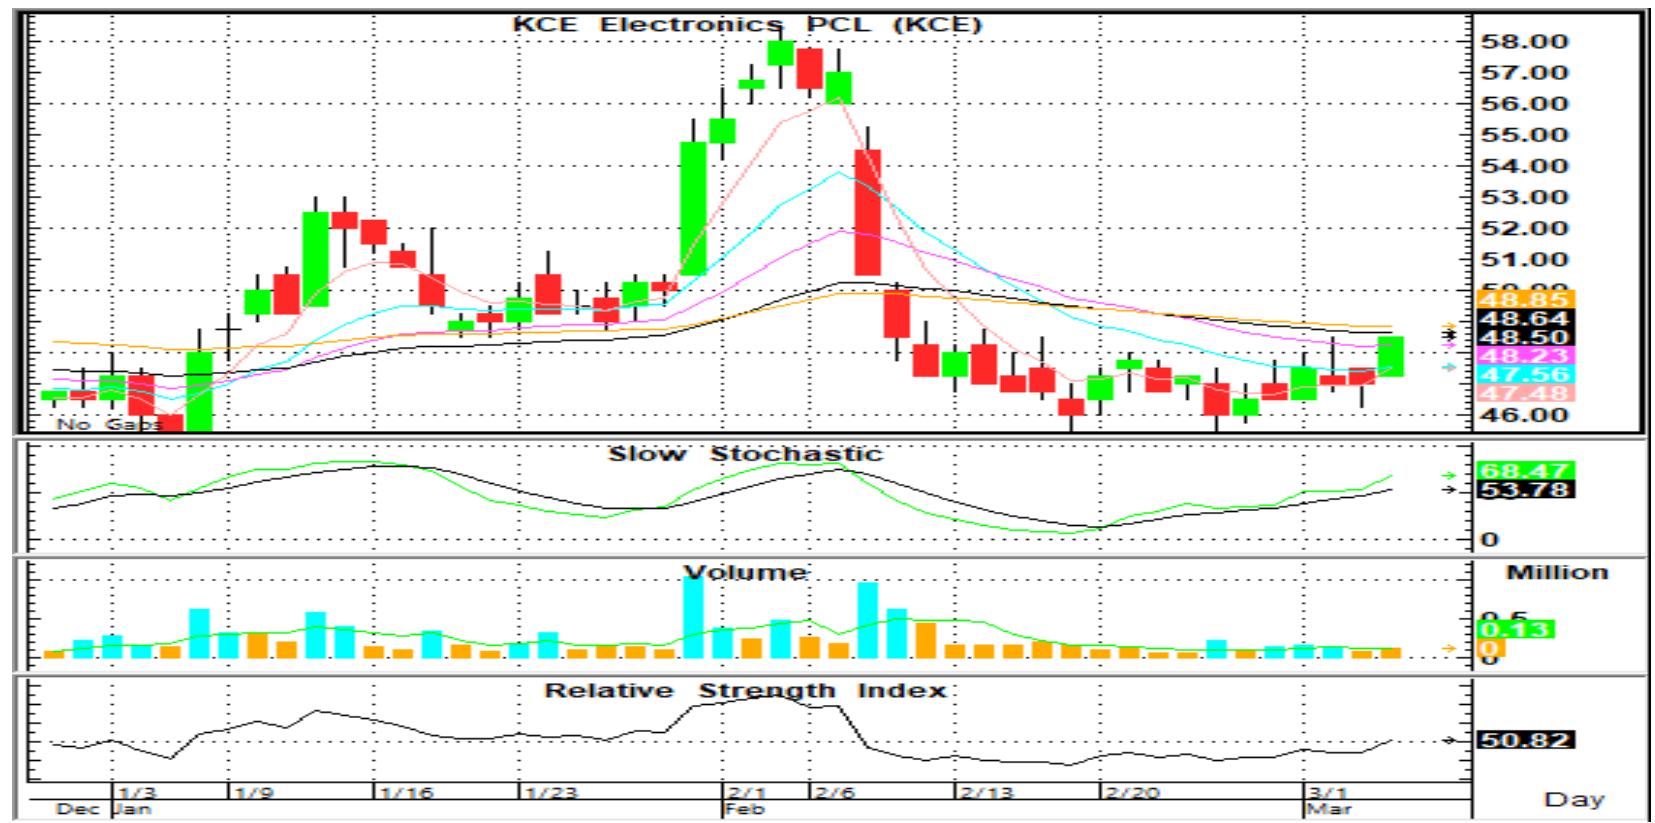 KCE Electronics PCL (KCE)
58.00
57.00
56.00
55.00
54.00
53.00
52.00
51.00
48.85
48.64
48.50
48.23
47.56
47.48
46.00
No Gaps
Slow Stochastic
68.47
53.78
0
Volume
Million
0.13
0
0
Relative Strength Index
50.82
1/3 1/9 1/16 1/23 2/1 2/6 2/13 2/20 3/1
Dec Jan Feb Mar
Day